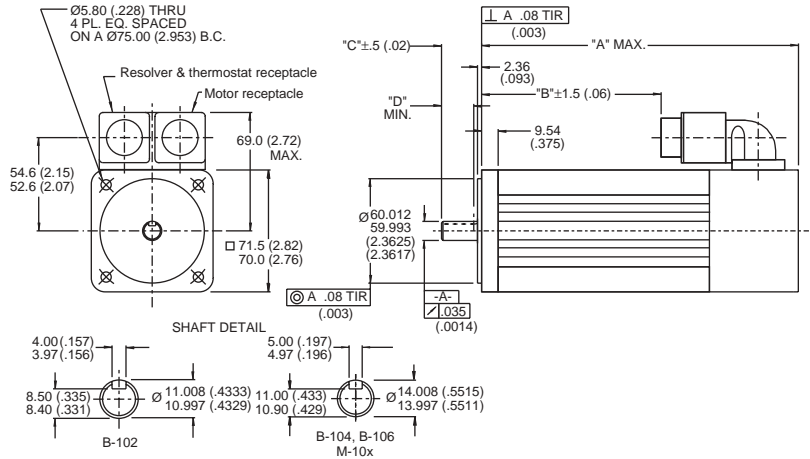 Ø5.80 (.228) THRU
4 PL. EQ. SPACED
ON A Ø75.00 (2.953) B.C.
Resolver & thermostat receptacle
Motor receptacle
69.0 (2.72)
MAX.
54.6 (2.15)
52.6 (2.07)
□ 71.5 (2.82)
70.0 (2.76)
⊥ A .08 TIR
(.003)
"C"±.5 (.02)
"A" MAX.
2.36
(.093)
"D"
MIN.
"B"±1.5 (.06)
9.54
(.375)
Ø 60.012
59.993
(2.3625)
(2.3617)
◎ A .08 TIR
(.003)
-A-
↗ .035
(.0014)
SHAFT DETAIL
4.00 (.157)
3.97 (.156)
8.50 (.335)
8.40 (.331)
Ø 11.008 (.4333)
10.997 (.4329)
B-102
5.00 (.197)
4.97 (.196)
11.00 (.433)
10.90 (.429)
Ø 14.008 (.5515)
13.997 (.5511)
B-104, B-106
M-10x